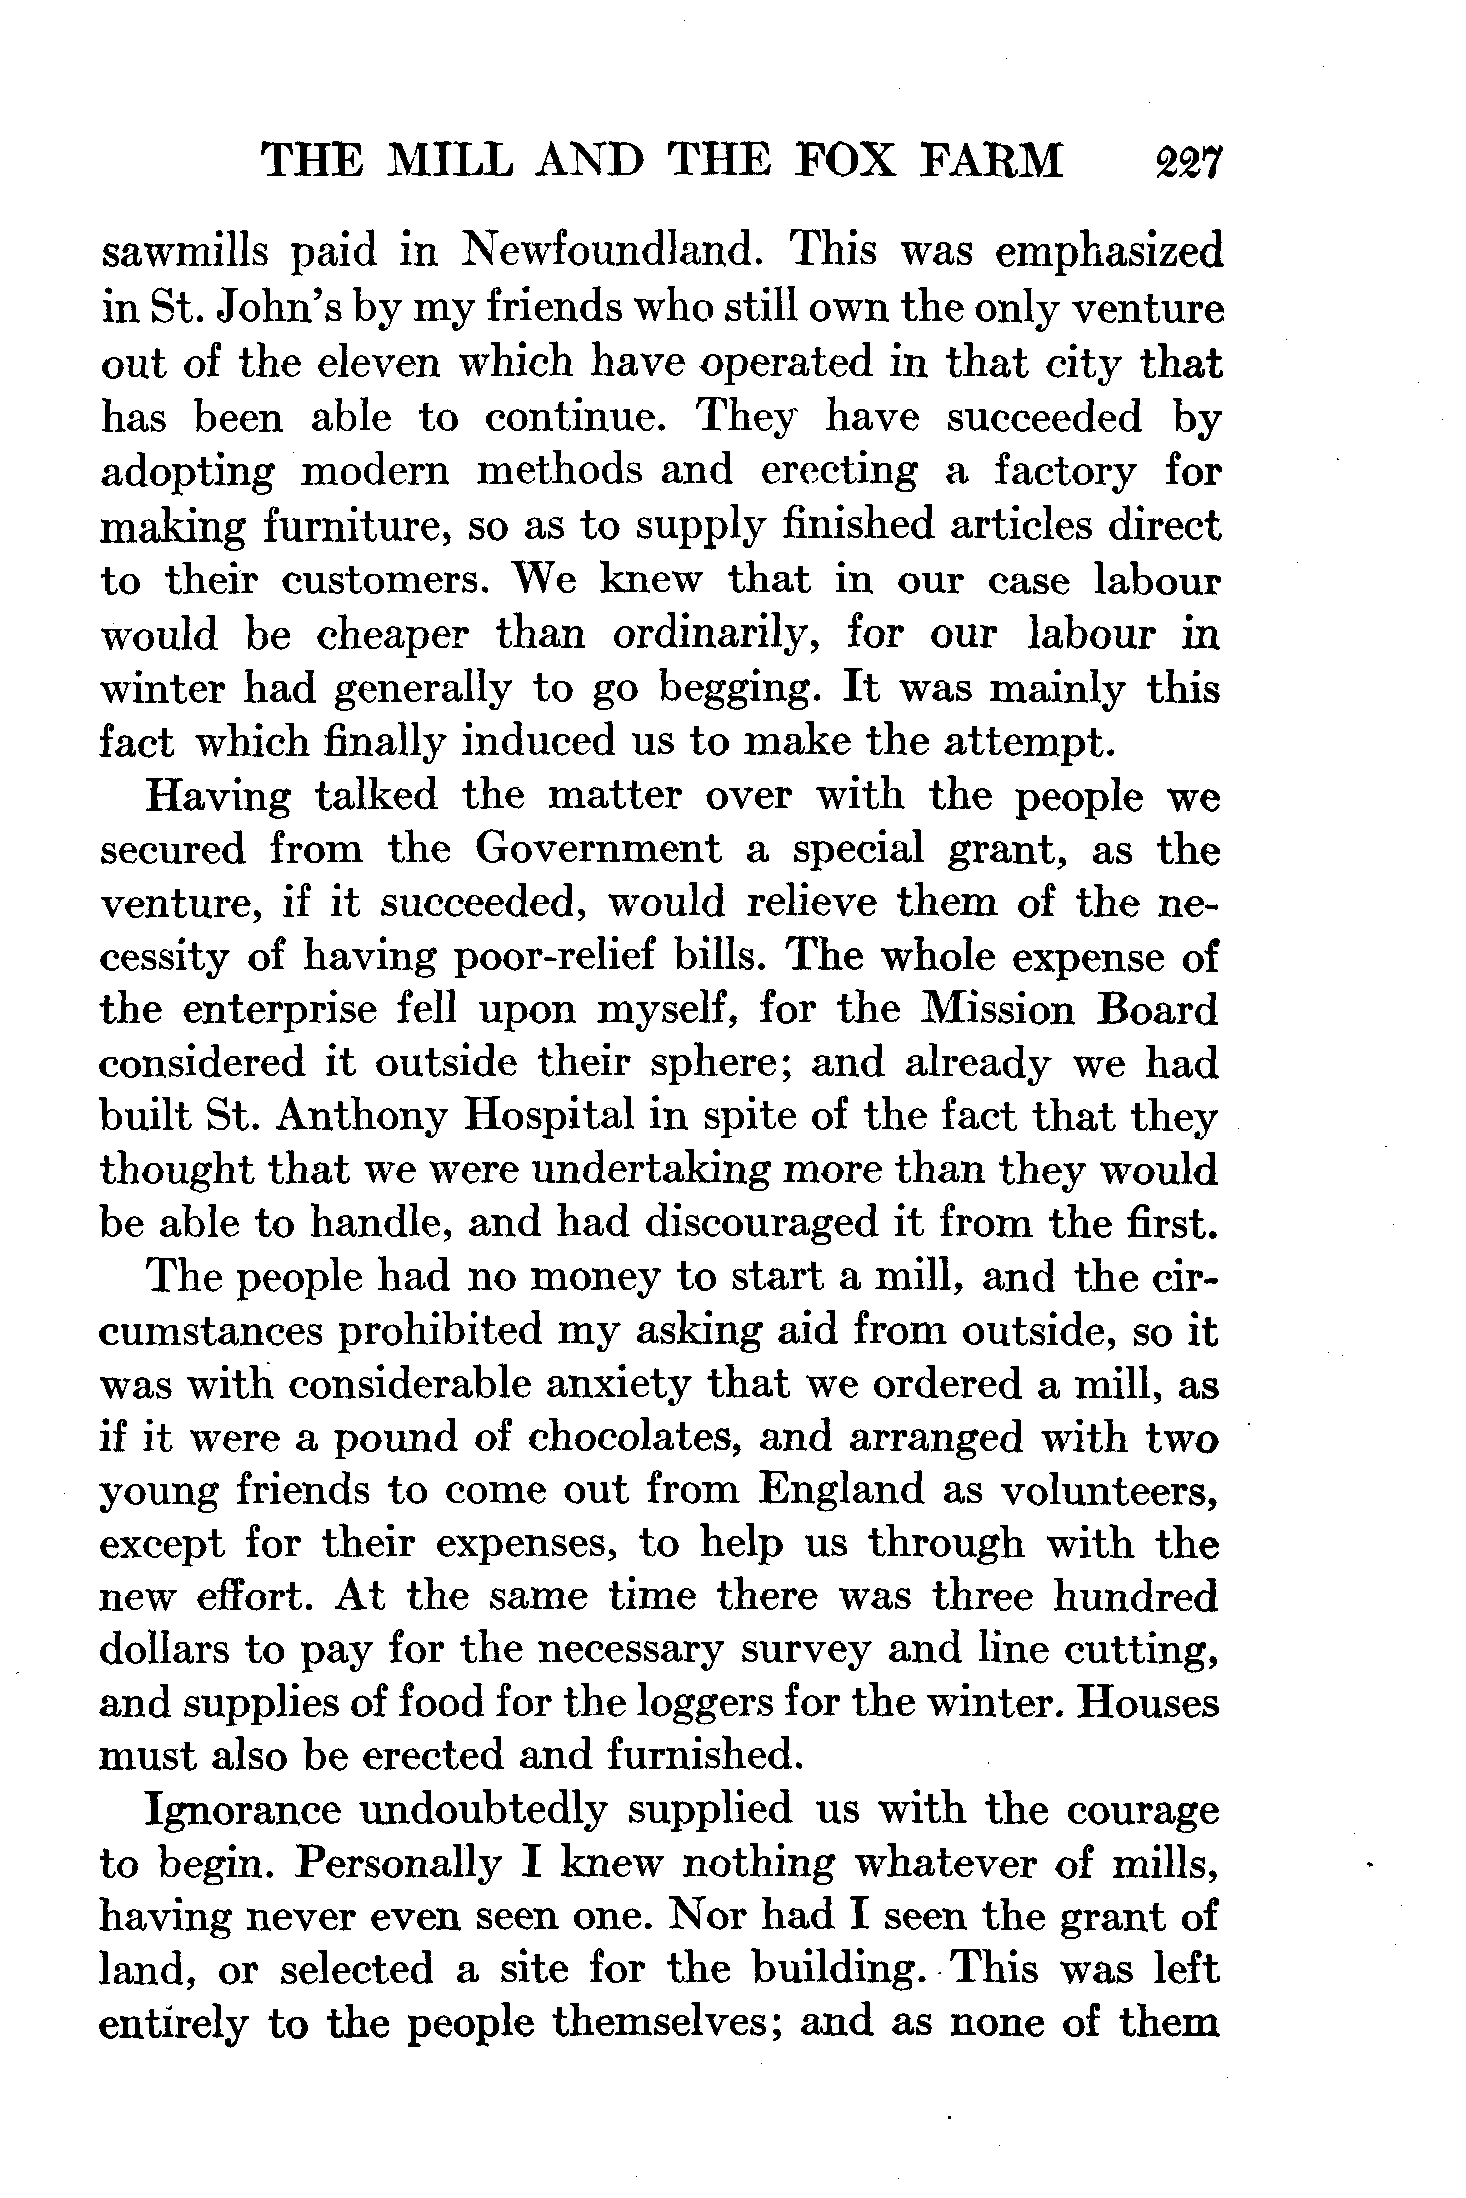 THE MILL AND THE FOX FARM 227
sawmills paid in Newfoundland. This was emphasized
in St. John's by my friends who still own the only venture
out of the eleven which have operated in that city that
has been able to continue. They have succeeded by
adopting modern methods and erecting a factory for
making furniture, so as to supply finished articles direct
to their customers. We knew that in our case labour
would be cheaper than ordinarily, for our labour in
winter had generally to go begging. It was mainly this
fact which finally induced us to make the attempt.
Having talked the matter over with the people we
secured from the Government a special grant, as the
venture, if it succeeded, would relieve them of the ne-
cessity of having poor-relief bills. The whole expense of
the enterprise fell upon myself, for the Mission Board
considered it outside their sphere; and already we had
built St. Anthony Hospital in spite of the fact that they
thought that we were undertaking more than they would
be able to handle, and had discouraged it from the first.
The people had no money to start a mill, and the cir-
cumstances prohibited my asking aid from outside, so it
was with considerable anxiety that we ordered a mill, as
if it were a pound of chocolates, and arranged with two
young friends to come out from England as volunteers,
except for their expenses, to help us through with the
new effort. At the same time there was three hundred
dollars to pay for the necessary survey and line cutting,
and supplies of food for the loggers for the winter. Houses
must also be erected and furnished.
Ignorance undoubtedly supplied us with the courage
to begin. Personally I knew nothing whatever of mills,
having never even seen one. Nor had I seen the grant of
land, or selected a site for the building. This was left
entirely to the people themselves; and as none of them